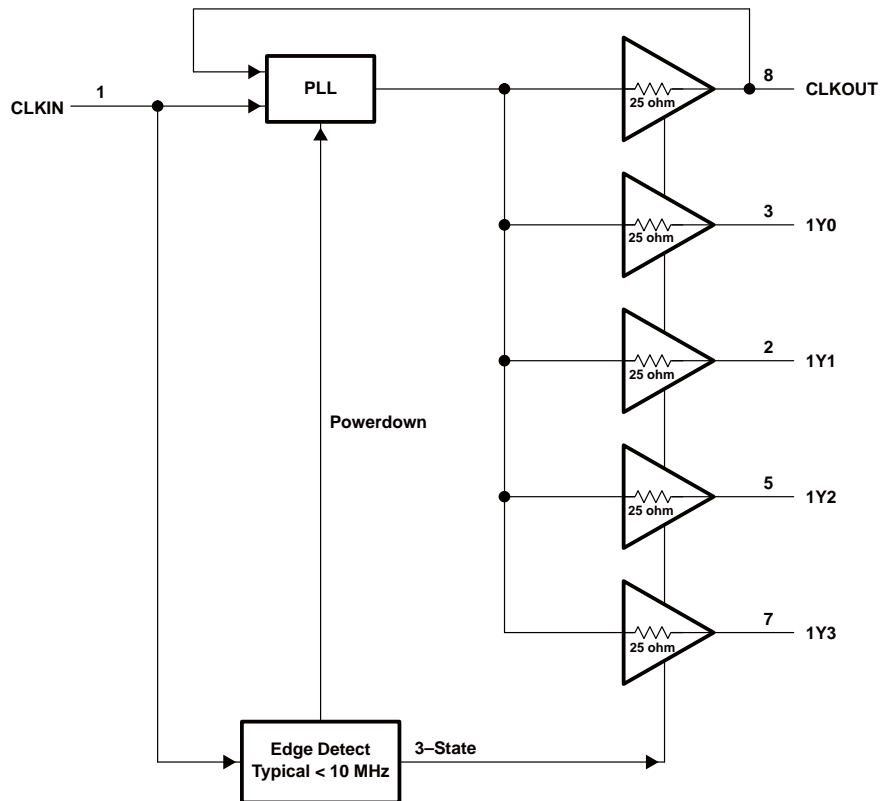 8
PLL
CLKOUT
1
25 ohm
CLKIN
3
1Y0
25 ohm
2
1Y1
25 ohm
Powerdown
5
1Y2
25 ohm
7
1Y3
25 ohm
Edge Detect
Typical < 10 MHz
3–State